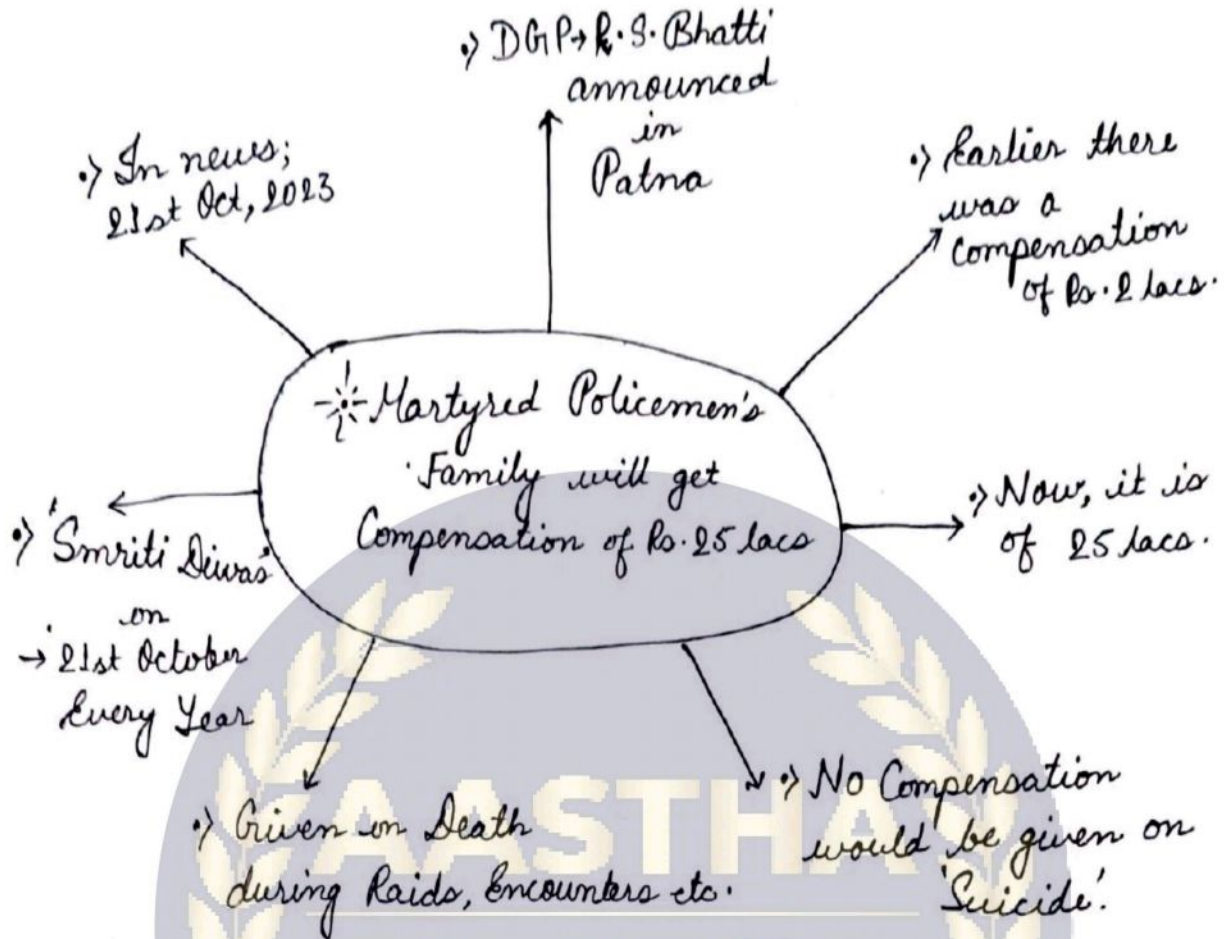 •) DGP→ R.S. Bhatti
announced
in
Patna
•) In news;
21st Oct, 2023
•) Earlier there
was a
Compensation
of Rs. 2 lacs.
Martyred Policemen's
Family will get
Compensation of Rs. 25 lacs
•) Now, it is
of 25 lacs.
•) 'Smriti Diwas'
on
→ 21st October
Every Year
•) Given on Death
during Raids, Encounters etc.
•) No Compensation
would be given on
'Suicide'.
AASTHA